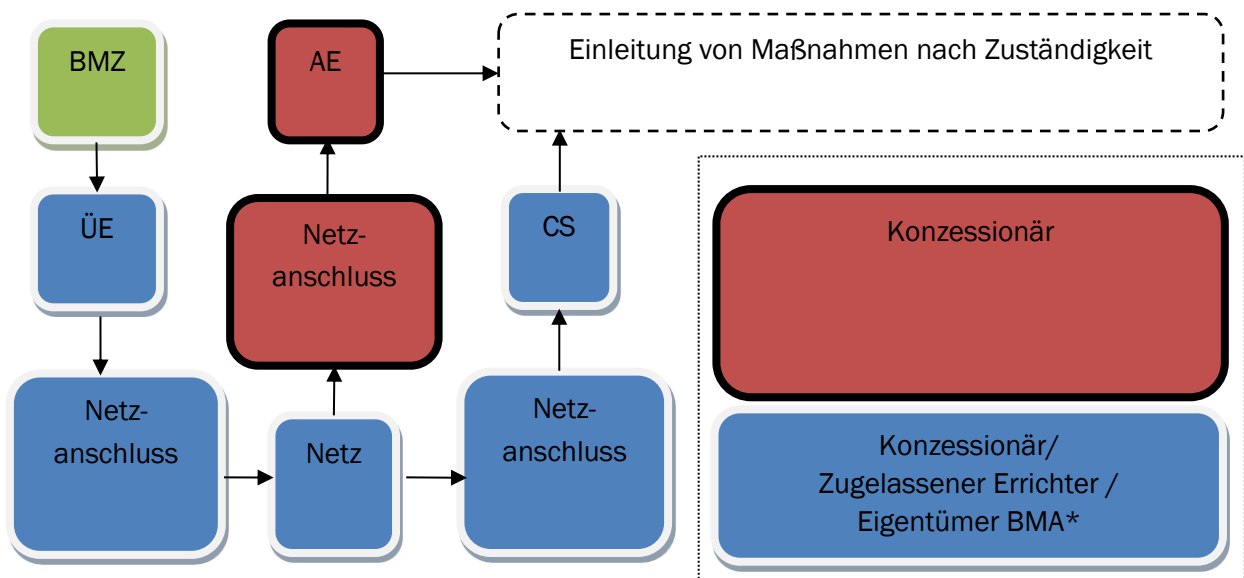 BMZ
AE
Einleitung von Maßnahmen nach Zuständigkeit
ÜE
Netz-
anschluss
CS
Netz-
anschluss
Netz
Netz-
anschluss
Konzessionär
Konzessionär/
Zugelassener Errichter /
Eigentümer BMA*